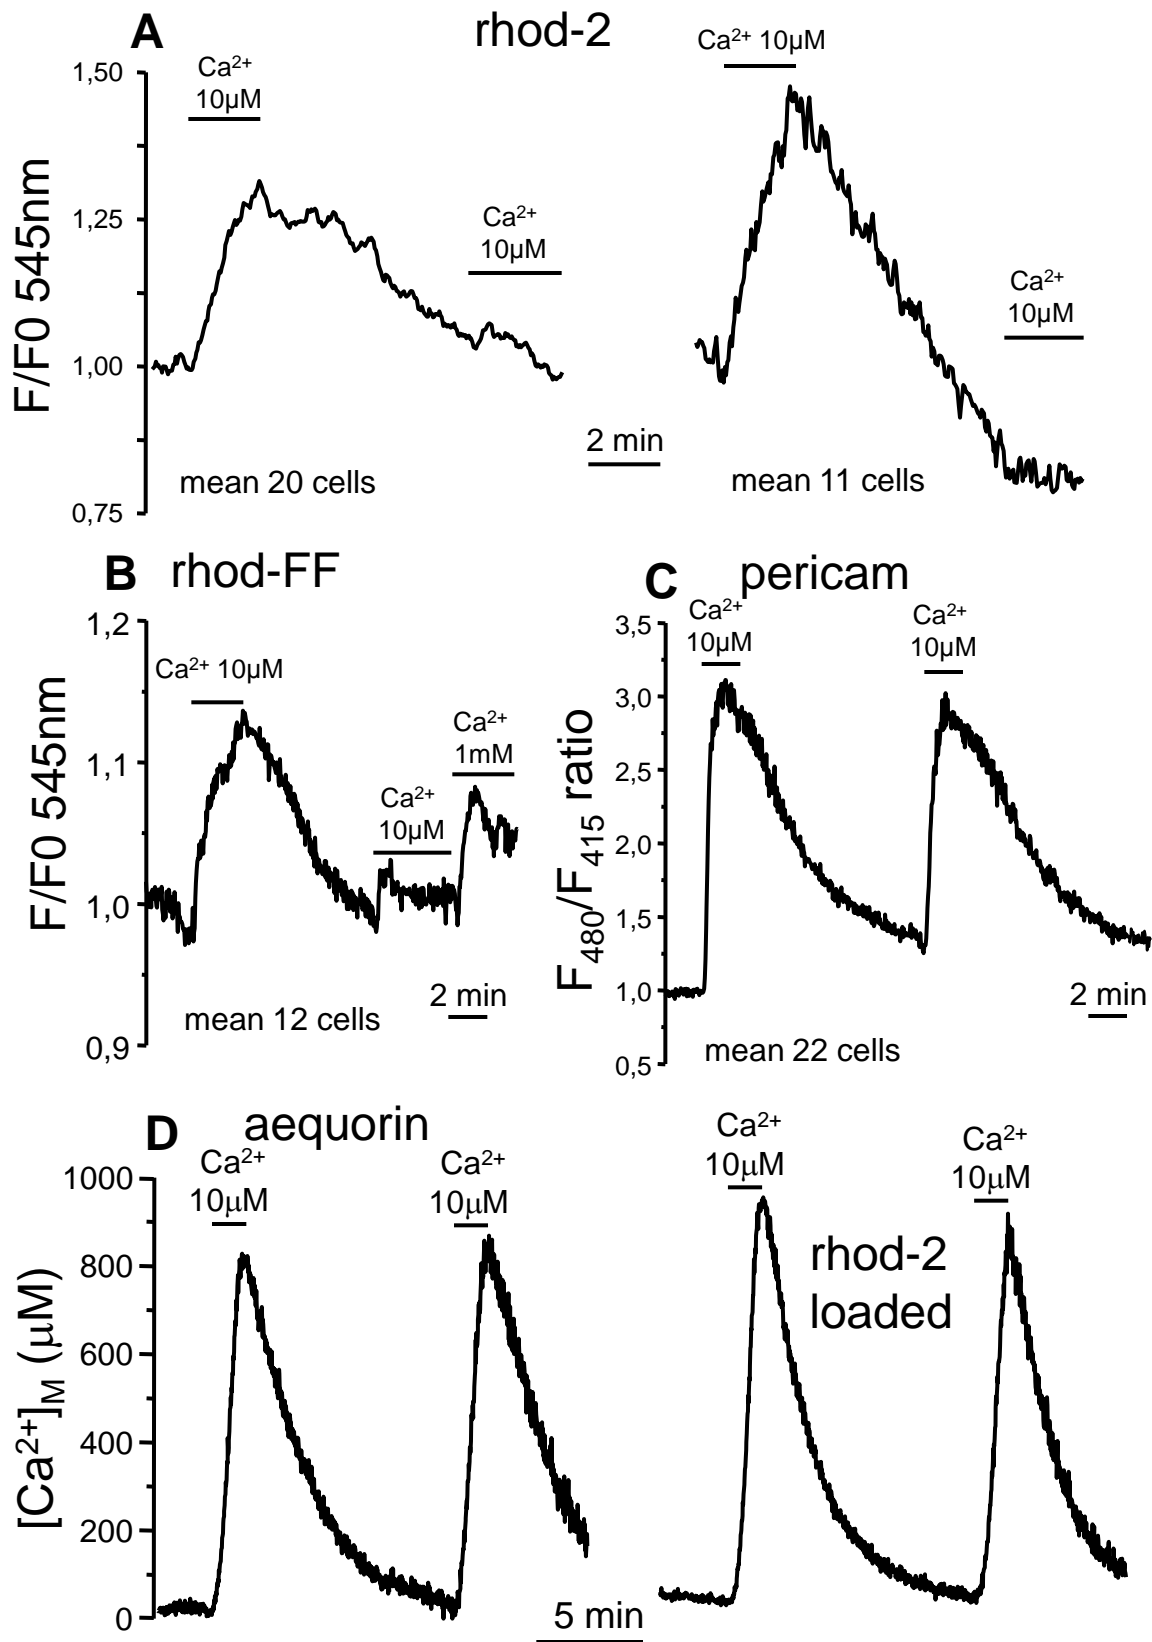 A
rhod-2
Ca²⁺
10µM
Ca²⁺ 10µM
Ca²⁺
10µM
Ca²⁺
10µM
1,50
1,25
1,00
0,75
F/F0 545nm
2 min
mean 20 cells
mean 11 cells
B
rhod-FF
Ca²⁺ 10µM
Ca²⁺
10µM
Ca²⁺
1mM
1,2
1,1
1,0
0,9
F/F0 545nm
2 min
mean 12 cells
C
pericam
Ca²⁺
10µM
Ca²⁺
10µM
3,5
3,0
2,5
2,0
1,5
1,0
0,5
F₄₈₀/F₄₁₅ ratio
2 min
mean 22 cells
D
aequorin
Ca²⁺
10µM
Ca²⁺
10µM
Ca²⁺
10µM
Ca²⁺
10µM
1000
800
600
400
200
0
[Ca²⁺]M (µM)
rhod-2
loaded
5 min